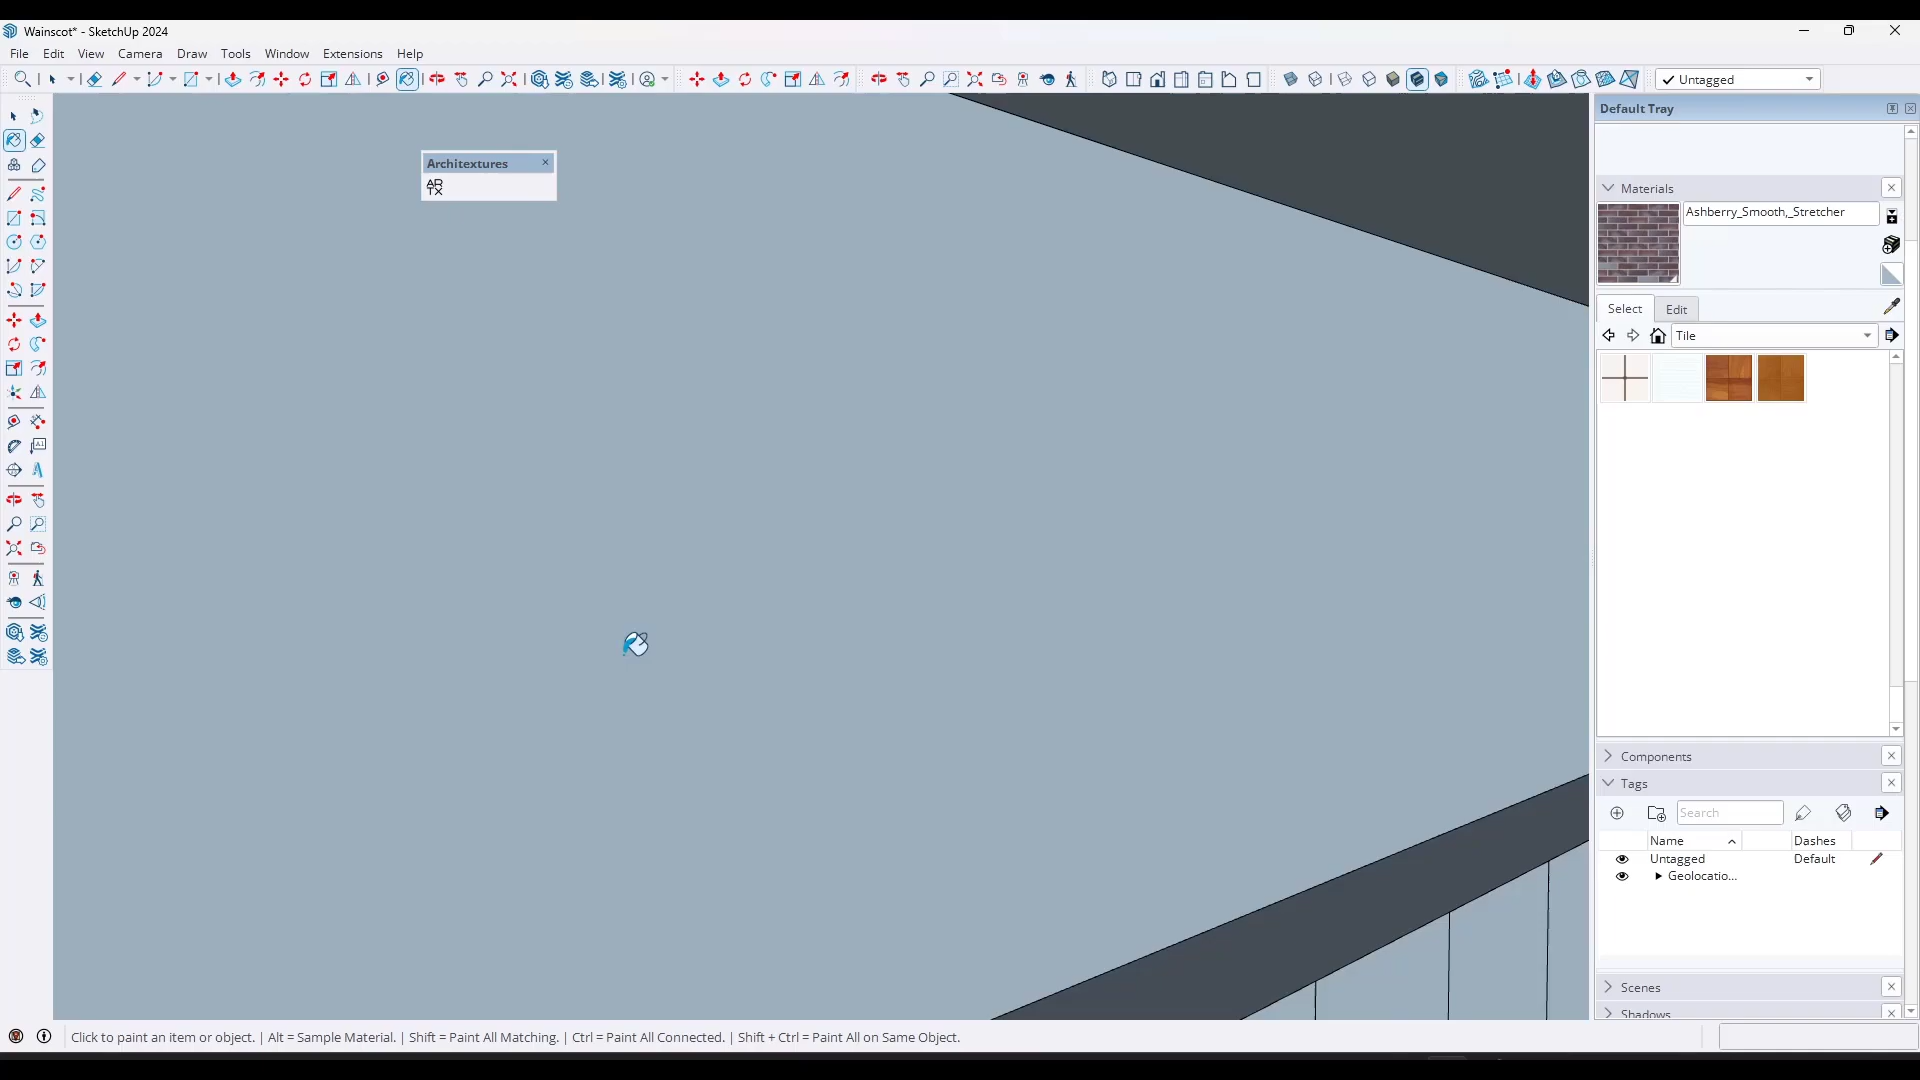 Wainscot* - SketchUp 2024
File Edit View Camera Draw Tools Window Extensions Help
Untagged
Default Tray
Architextures
AR
TX
Materials
Ashberry_Smooth,_Stretcher
Select Edit
Tile
A1
Components
Tags
Search
Name Dashes
Untagged Default
Geolocatio...
Scenes
Shadows
Click to paint an item or object. | Alt = Sample Material. | Shift = Paint All Matching. | Ctrl = Paint All Connected. | Shift + Ctrl = Paint All on Same Object.